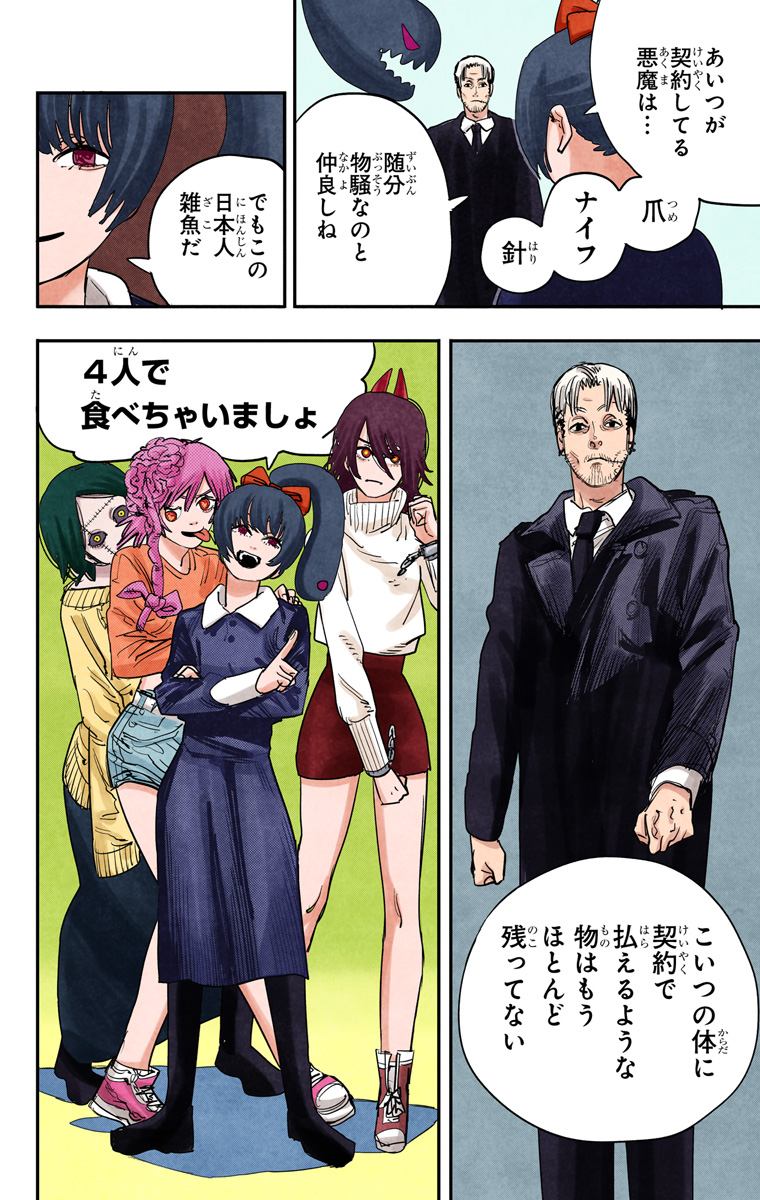 あいつが
契約してる
悪魔は…
爪
ナイフ
針
随分
物騒なのと
仲良しね
でもこの
日本人
雑魚だ
こいつの体に
契約で
払えるような
物はもう
ほとんど
残ってない
4人で
食べちゃいましょ